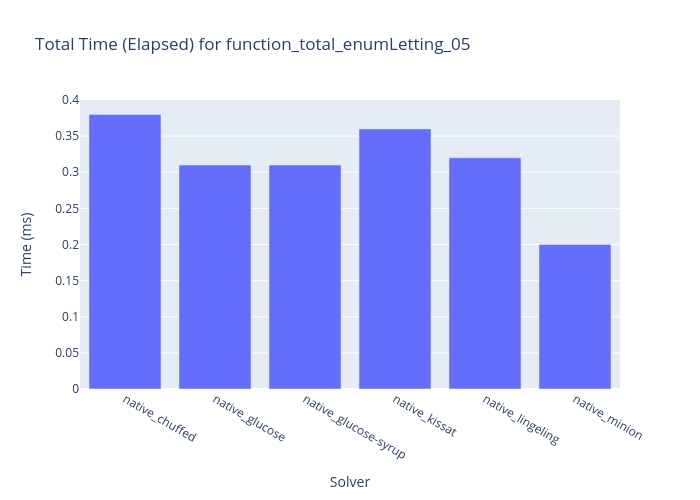 Total Time (Elapsed) for function_total_enumLetting_05
0.4
0.35
0.3
0.25
0.2
0.15
0.1
0.05
0
Time (ms)
native_chuffed
native_glucose
native_glucose-syrup
native_kissat
native_lingeling
native_minion
Solver